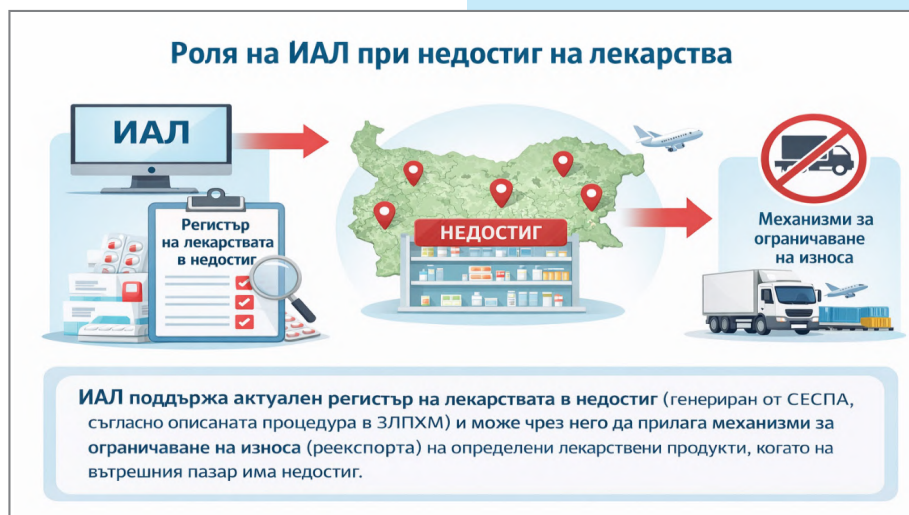 Роля на ИАЛ при недостиг на лекарства
ИАЛ
Регистър
на лекарствата
в недостиг
НЕДОСТИГ
Механизми за
ограничаване
на износа
ИАЛ поддържа актуален регистър на лекарствата в недостиг (генериран от СЕСПА,
съгласно описаната процедура в ЗЛПХМ) и може чрез него да прилага механизми за
ограничаване на износа (реекспорта) на определени лекарствени продукти, когато на
вътрешния пазар има недостиг.